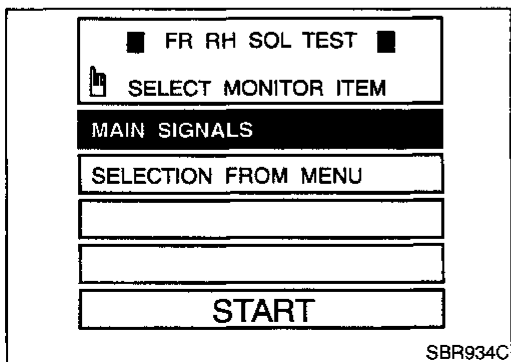 ■ FR RH SOL TEST ■
SELECT MONITOR ITEM
MAIN SIGNALS
SELECTION FROM MENU
START
SBR934C